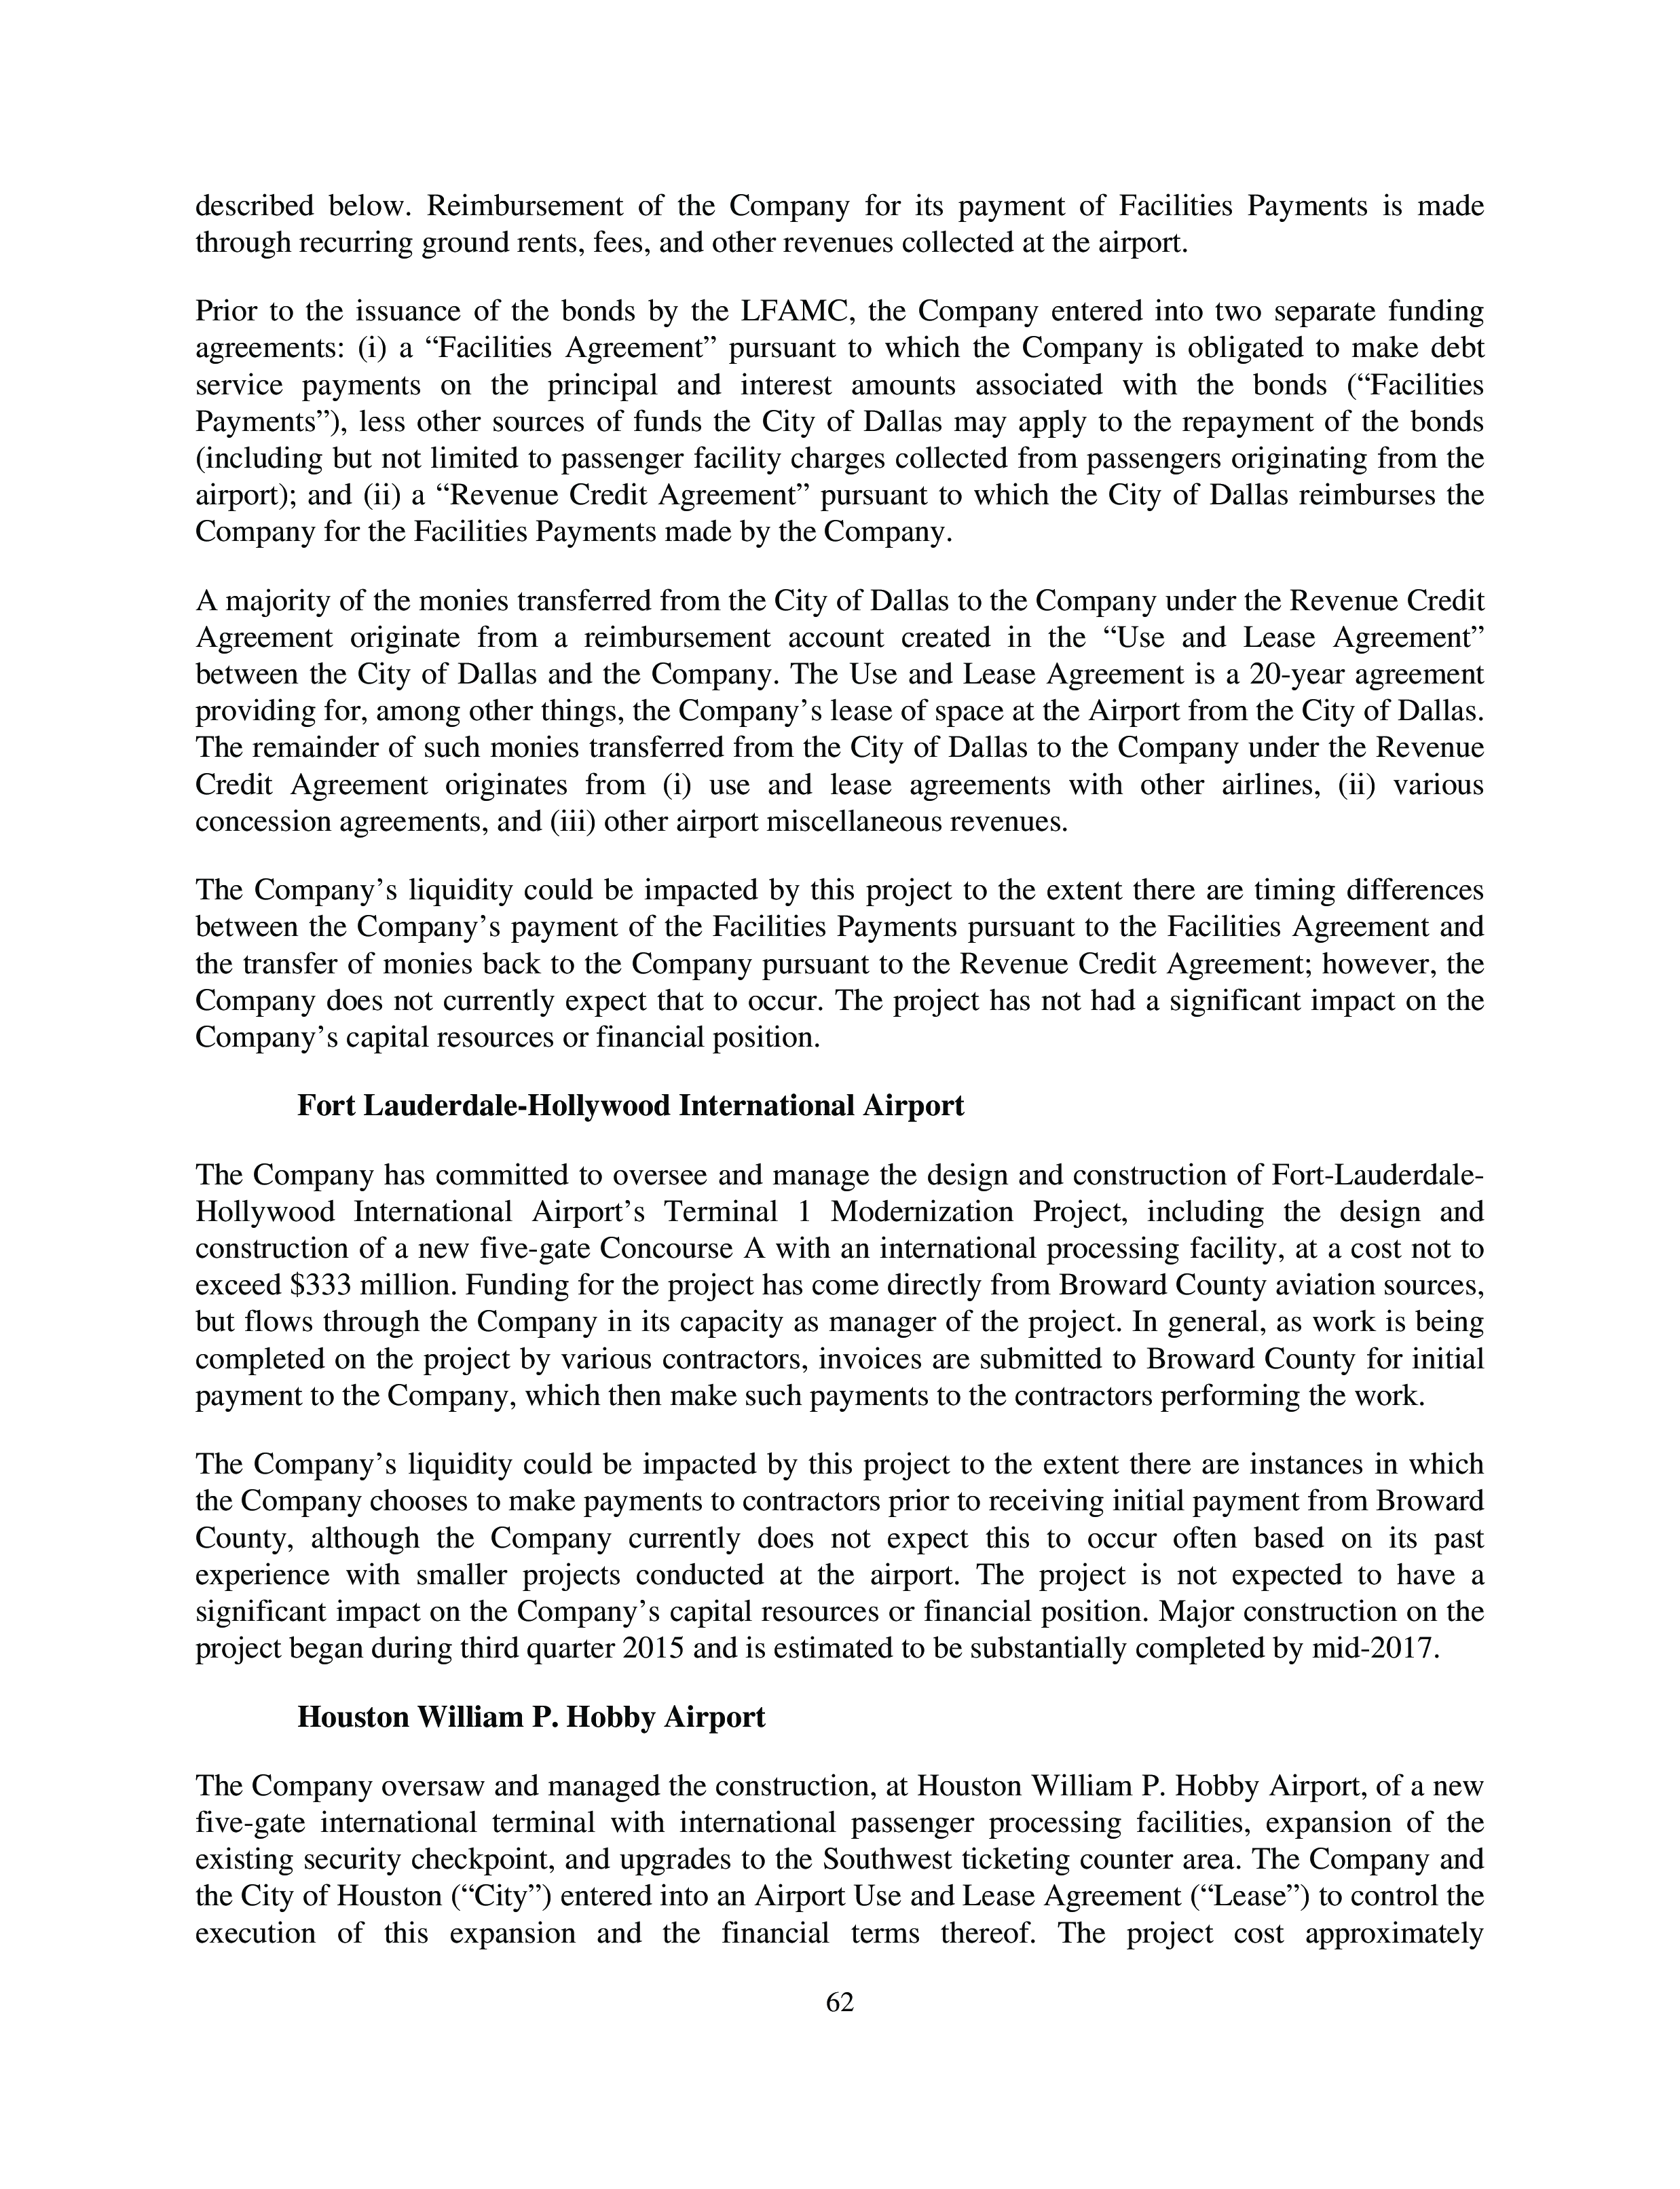 described below. Reimbursement of the Company for its payment of Facilities Payments is made
through recurring ground rents, fees, and other revenues collected at the airport.
Prior to the issuance of the bonds by the LFAMC, the Company entered into two separate funding
agreements: (i) a “Facilities Agreement” pursuant to which the Company is obligated to make debt
service payments on the principal and interest amounts associated with the bonds (“Facilities
Payments”), less other sources of funds the City of Dallas may apply to the repayment of the bonds
(including but not limited to passenger facility charges collected from passengers originating from the
airport); and (ii) a “Revenue Credit Agreement” pursuant to which the City of Dallas reimburses the
Company for the Facilities Payments made by the Company.
A majority of the monies transferred from the City of Dallas to the Company under the Revenue Credit
Agreement originate from a reimbursement account created in the “Use and Lease Agreement”
between the City of Dallas and the Company. The Use and Lease Agreement is a 20-year agreement
providing for, among other things, the Company’s lease of space at the Airport from the City of Dallas.
The remainder of such monies transferred from the City of Dallas to the Company under the Revenue
Credit Agreement originates from (i) use and lease agreements with other airlines, (ii) various
concession agreements, and (iii) other airport miscellaneous revenues.
The Company’s liquidity could be impacted by this project to the extent there are timing differences
between the Company’s payment of the Facilities Payments pursuant to the Facilities Agreement and
the transfer of monies back to the Company pursuant to the Revenue Credit Agreement; however, the
Company does not currently expect that to occur. The project has not had a significant impact on the
Company’s capital resources or financial position.
Fort Lauderdale-Hollywood International Airport
The Company has committed to oversee and manage the design and construction of Fort-Lauderdale-
Hollywood International Airport’s Terminal 1 Modernization Project, including the design and
construction of a new five-gate Concourse A with an international processing facility, at a cost not to
exceed $333 million. Funding for the project has come directly from Broward County aviation sources,
but flows through the Company in its capacity as manager of the project. In general, as work is being
completed on the project by various contractors, invoices are submitted to Broward County for initial
payment to the Company, which then make such payments to the contractors performing the work.
The Company’s liquidity could be impacted by this project to the extent there are instances in which
the Company chooses to make payments to contractors prior to receiving initial payment from Broward
County, although the Company currently does not expect this to occur often based on its past
experience with smaller projects conducted at the airport. The project is not expected to have a
significant impact on the Company’s capital resources or financial position. Major construction on the
project began during third quarter 2015 and is estimated to be substantially completed by mid-2017.
Houston William P. Hobby Airport
The Company oversaw and managed the construction, at Houston William P. Hobby Airport, of a new
five-gate international terminal with international passenger processing facilities, expansion of the
existing security checkpoint, and upgrades to the Southwest ticketing counter area. The Company and
the City of Houston (“City”) entered into an Airport Use and Lease Agreement (“Lease”) to control the
execution of this expansion and the financial terms thereof. The project cost approximately
62